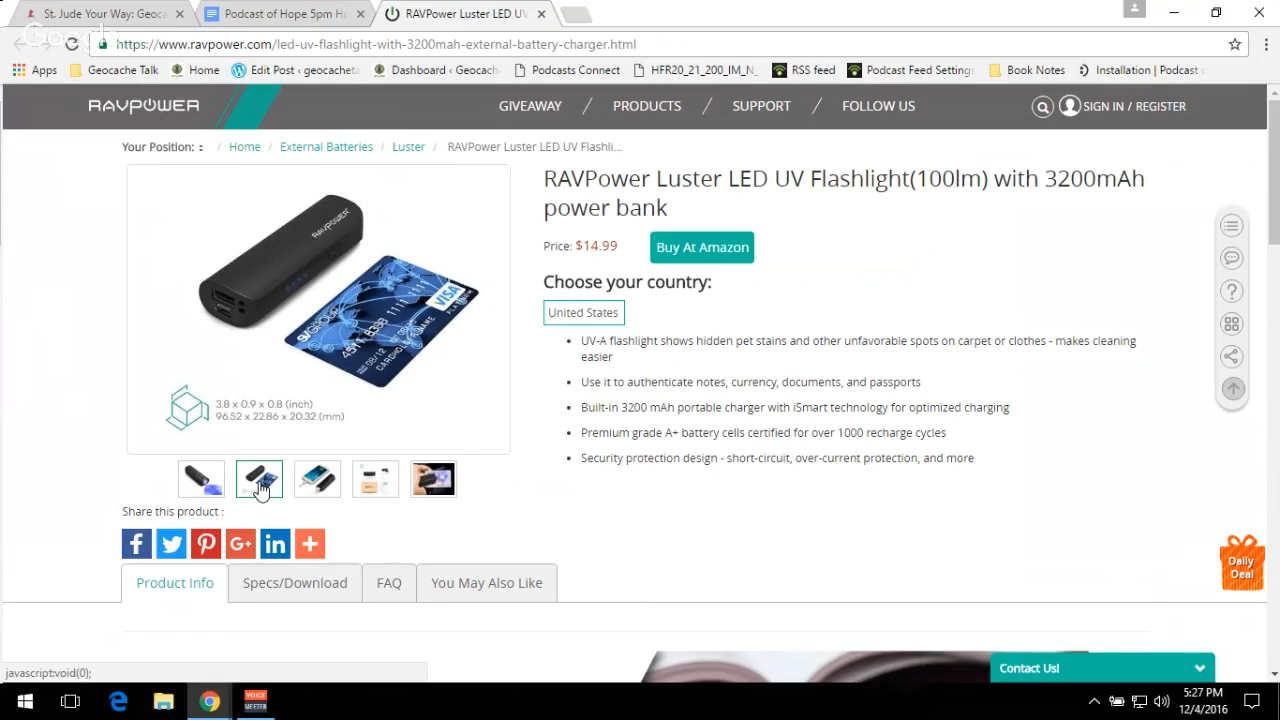 St. Jude Your Way: Geoca
Podcast of Hope 5pm H
RAVPower Luster LED UV
Google
https://www.ravpower.com/led-uv-flashlight-with-3200mah-external-battery-charger.html
Apps
Geocache Talk
Home
Edit Post ‹ geocacheta
Dashboard ‹ Geocach
Podcasts Connect
HFR20_21_200_IM_N_
RSS feed
Podcast Feed Settings
Book Notes
Installation | Podcast
RAVPOWER
GIVEAWAY / PRODUCTS / SUPPORT / FOLLOW US
SIGN IN / REGISTER
Your Position: : / Home / External Batteries / Luster / RAVPower Luster LED UV Flashli...
RAVPower Luster LED UV Flashlight(100lm) with 3200mAh
power bank
Price: $14.99
Buy At Amazon
Choose your country:
United States
UV-A flashlight shows hidden pet stains and other unfavorable spots on carpet or clothes - makes cleaning
easier
Use it to authenticate notes, currency, documents, and passports
Built-in 3200 mAh portable charger with iSmart technology for optimized charging
Premium grade A+ battery cells certified for over 1000 recharge cycles
Security protection design - short-circuit, over-current protection, and more
RAVPOWER
VISA
3.8 x 0.9 x 0.8 (inch)
96.52 x 22.86 x 20.32 (mm)
Share this product :
Daily
Deal
Product Info
Specs/Download
FAQ
You May Also Like
javascript:void(0);
Contact Us!
VOICE
MEETER
5:27 PM
12/4/2016